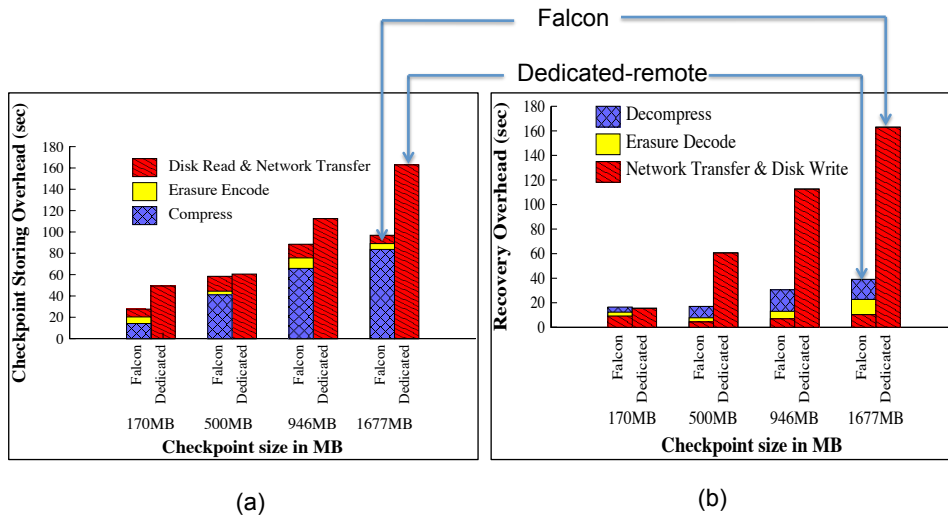 Falcon
Dedicated-remote
Checkpoint Storing Overhead (sec)
180
160
140
120
100
80
60
40
20
0
Disk Read & Network Transfer
Erasure Encode
Compress
Falcon
Dedicated
Falcon
Dedicated
Falcon
Dedicated
Falcon
Dedicated
170MB 500MB 946MB 1677MB
Checkpoint size in MB
(a)
Recovery Overhead (sec)
180
160
140
120
100
80
60
40
20
0
Decompress
Erasure Decode
Network Transfer & Disk Write
Falcon
Dedicated
Falcon
Dedicated
Falcon
Dedicated
Falcon
Dedicated
170MB 500MB 946MB 1677MB
Checkpoint size in MB
(b)